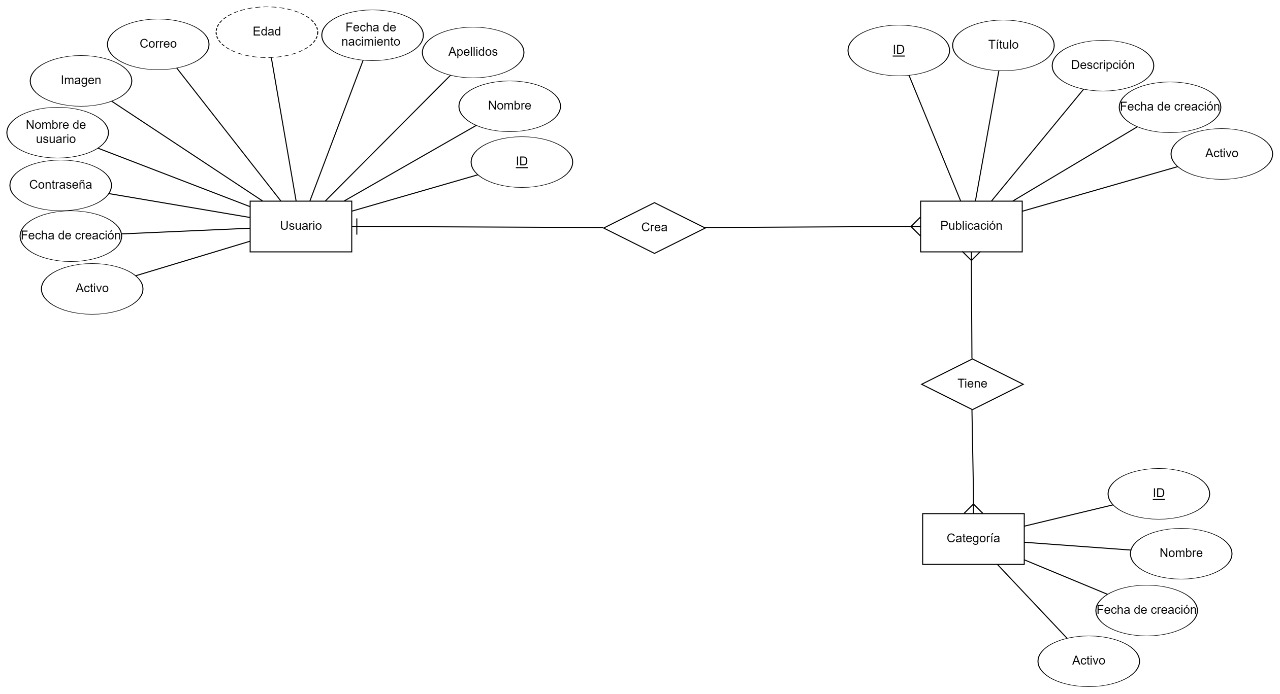 Edad
Fecha de
nacimiento
Correo
Apellidos
Imagen
Nombre
Nombre de
usuario
ID
Contraseña
Fecha de creación
Activo
Usuario
Crea
ID
Título
Descripción
Fecha de creación
Activo
Publicación
Tiene
Categoría
ID
Nombre
Fecha de creación
Activo